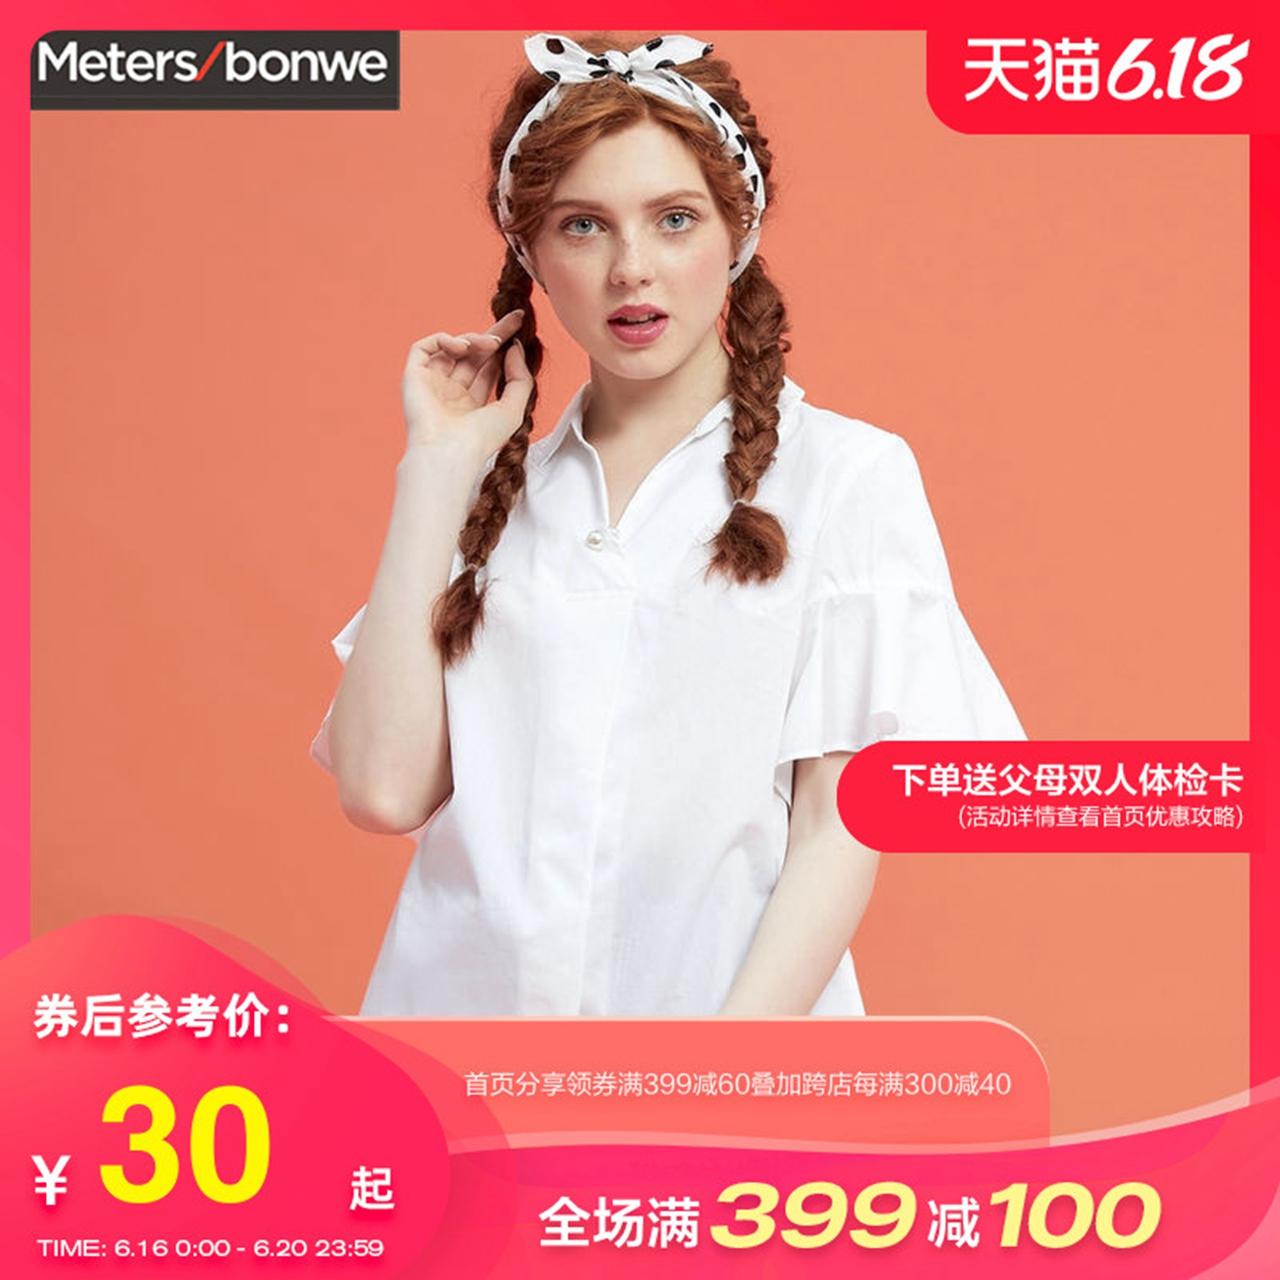 Meters/bonwe
天猫6.18
下单送父母双人体检卡
(活动详情查看首页优惠攻略)
券后参考价：
首页分享领券满399减60叠加跨店每满300减40
¥30起
全场满399减100
TIME: 6.16 0:00 - 6.20 23:59